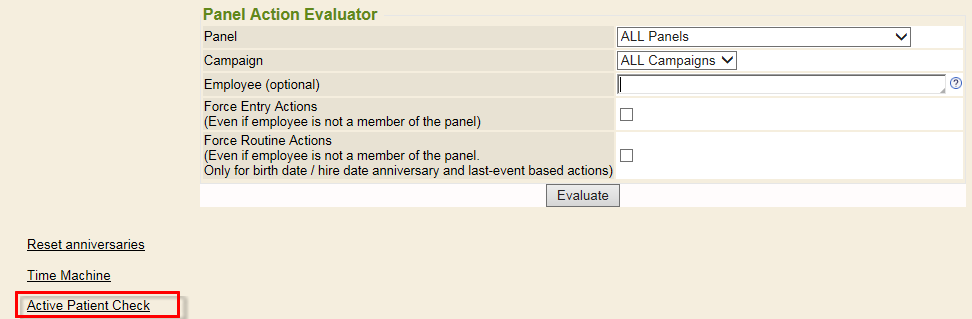 Panel Action Evaluator
Panel
ALL Panels
Campaign
ALL Campaigns
Employee (optional)
?
Force Entry Actions
(Even if employee is not a member of the panel)
Force Routine Actions
(Even if employee is not a member of the panel.
Only for birth date / hire date anniversary and last-event based actions)
Evaluate
Reset anniversaries
Time Machine
Active Patient Check